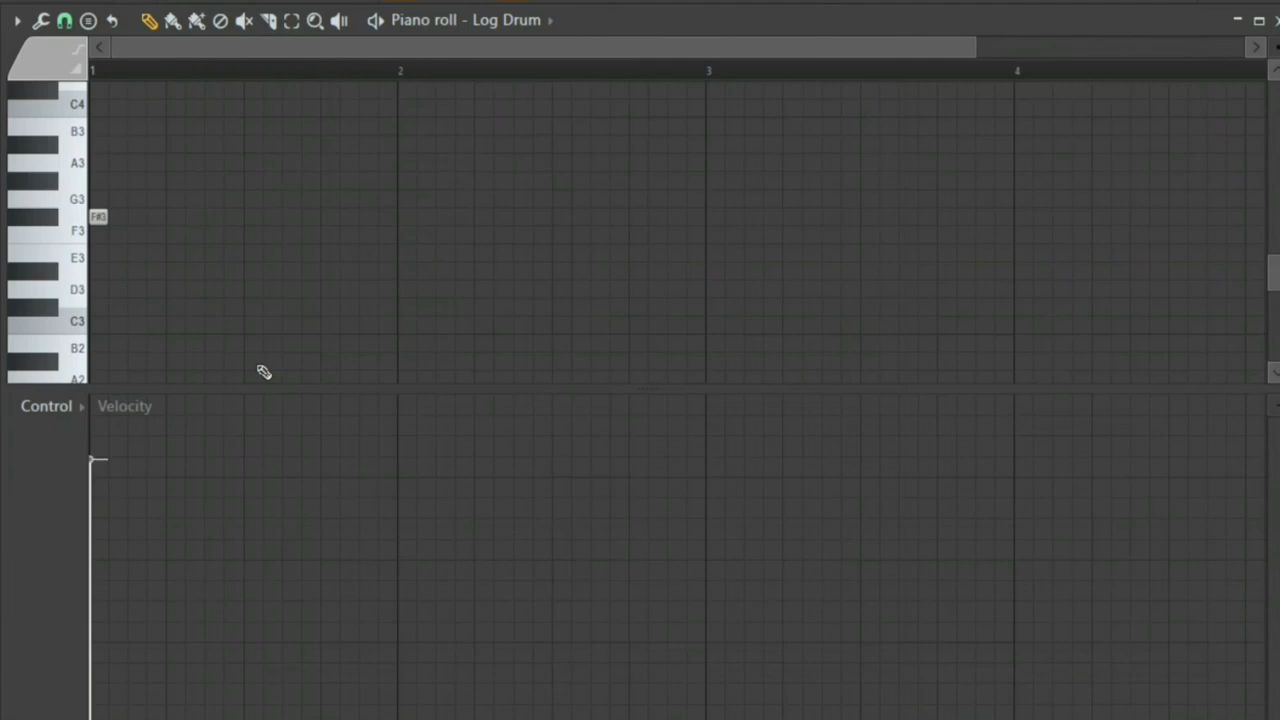 Piano roll - Log Drum
1 2 3 4
C4
B3
A3
G3
F#3
F3
E3
D3
C3
B2
A2
Control Velocity